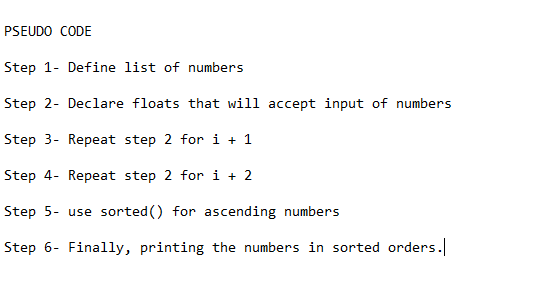 PSEUDO CODE
Step 1- Define list of numbers
Step 2- Declare floats that will accept input of numbers
Step 3- Repeat step 2 for i + 1
Step 4- Repeat step 2 for i + 2
Step 5- use sorted() for ascending numbers
Step 6- Finally, printing the numbers in sorted orders.